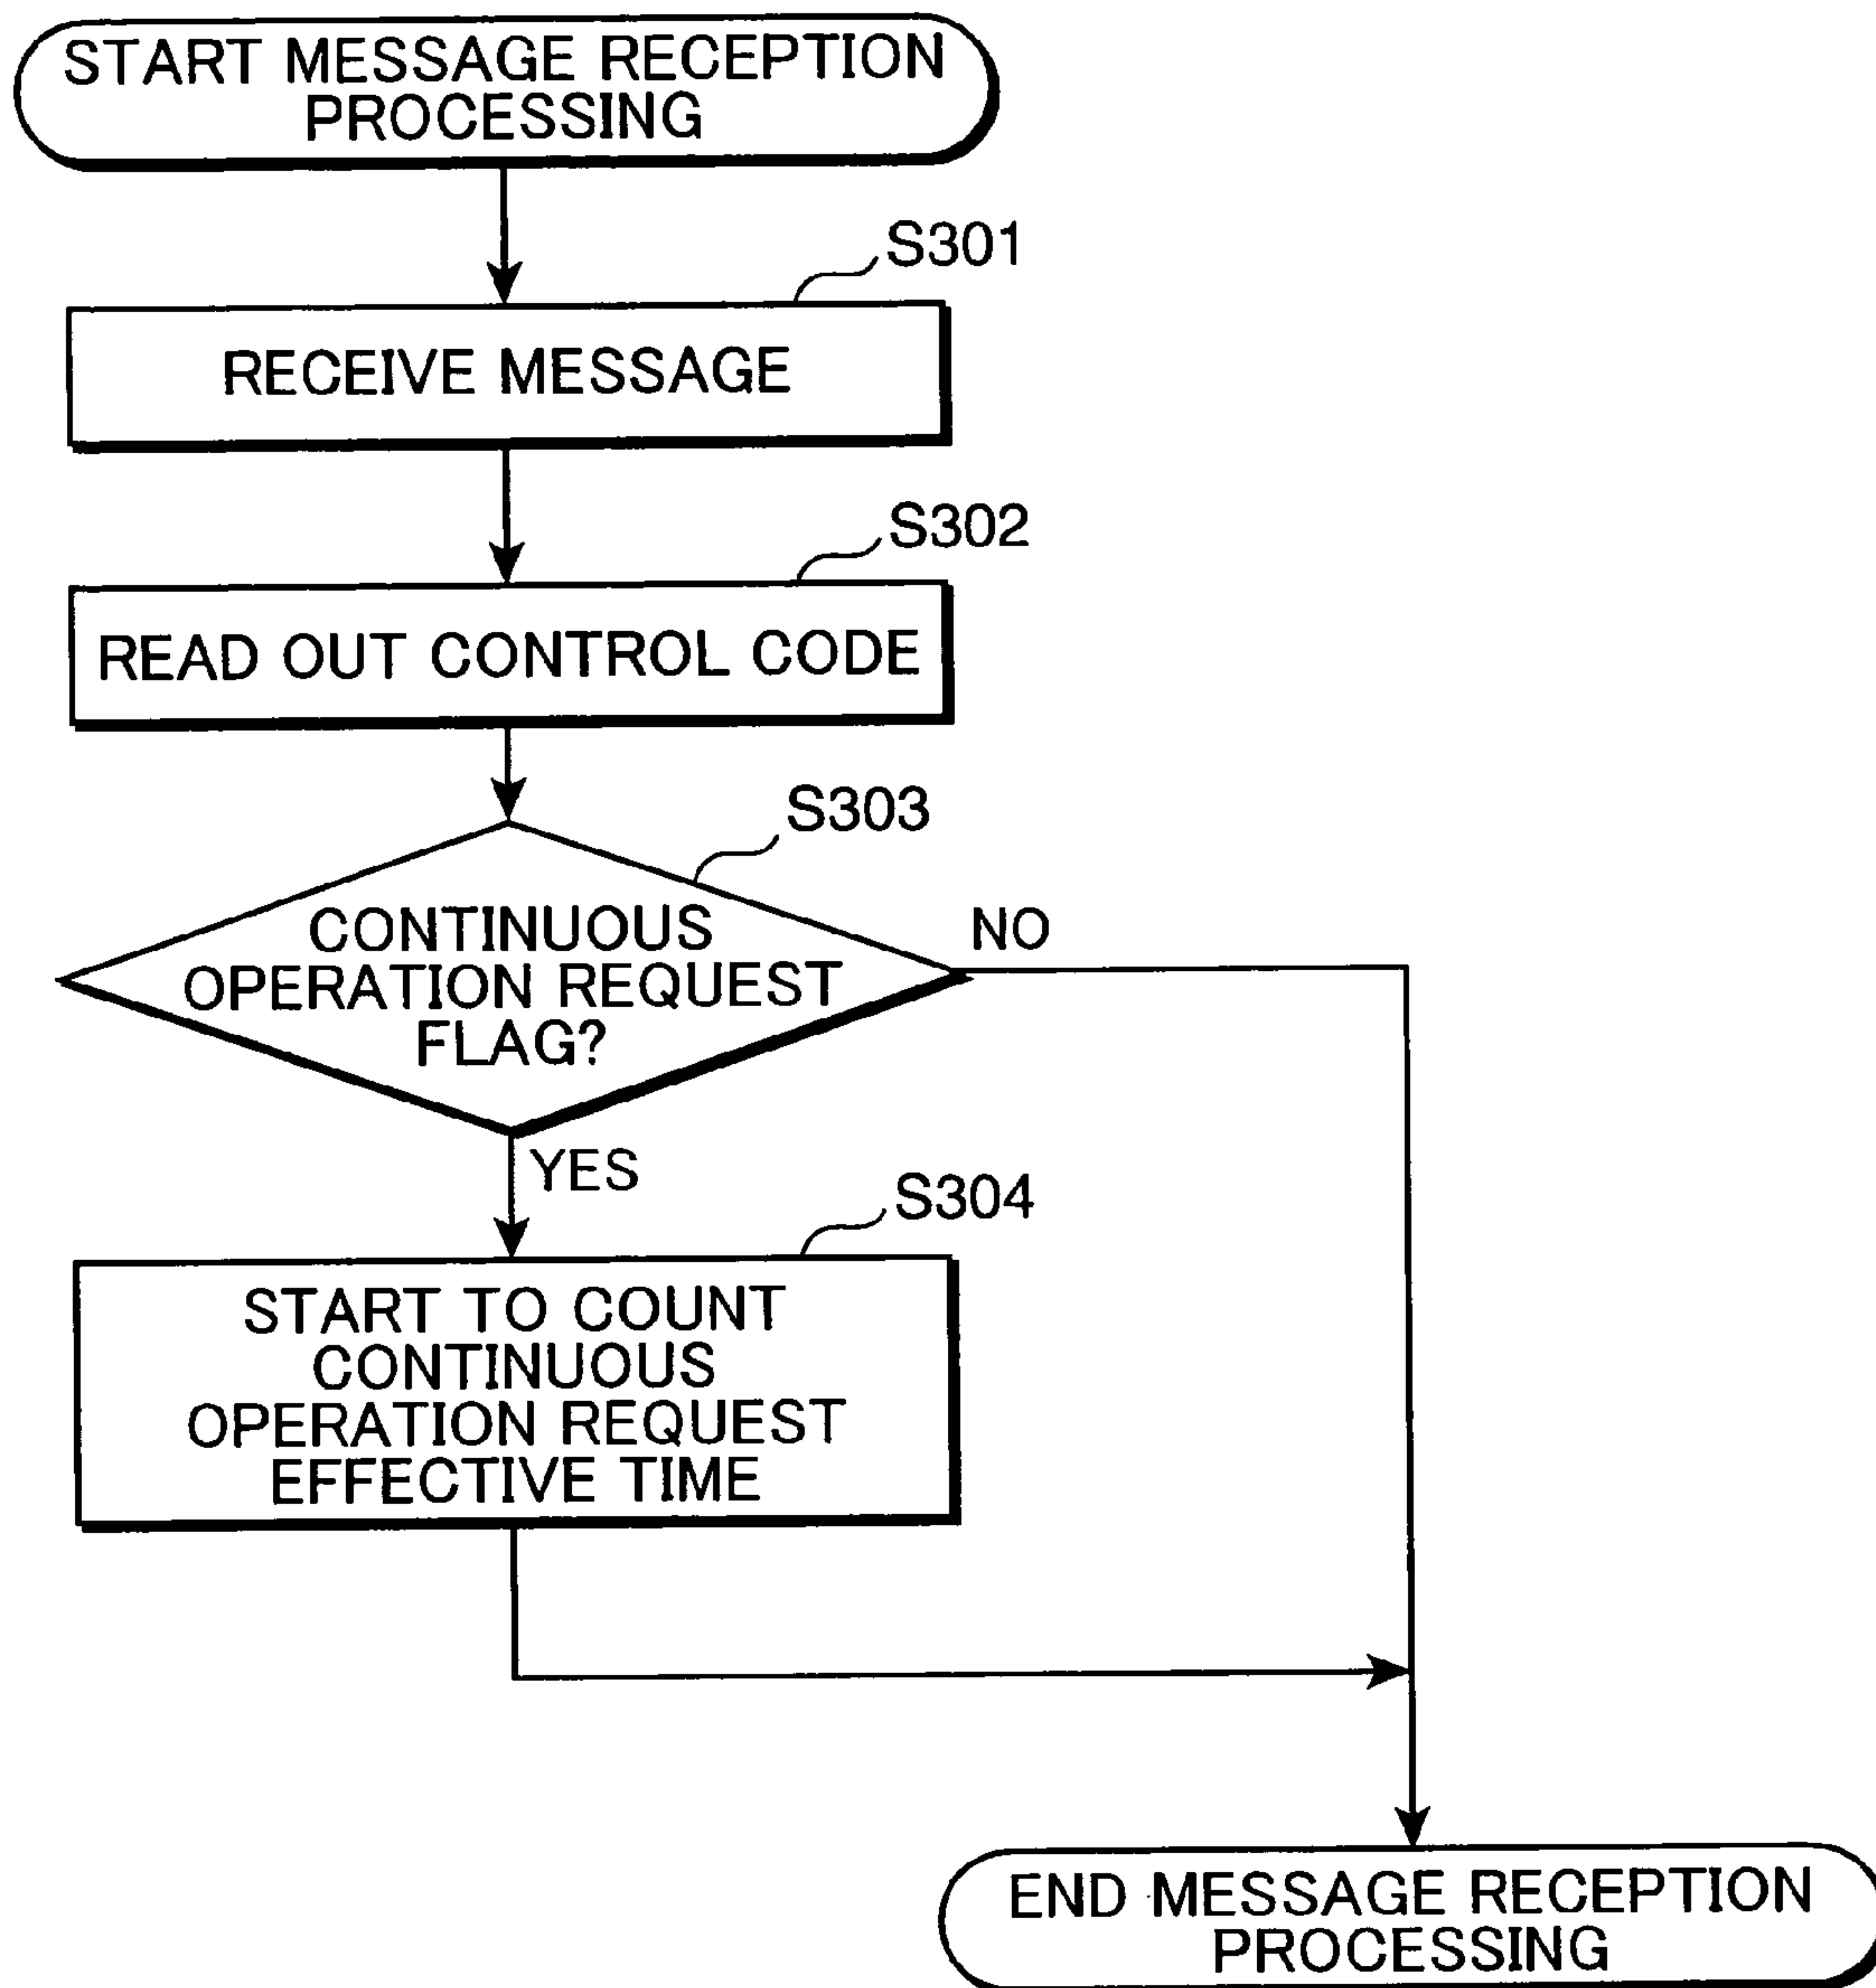 START MESSAGE RECEPTION
PROCESSING
S301
RECEIVE MESSAGE
S302
READ OUT CONTROL CODE
S303
CONTINUOUS
OPERATION REQUEST
FLAG?
NO
YES
S304
START TO COUNT
CONTINUOUS
OPERATION REQUEST
EFFECTIVE TIME
END MESSAGE RECEPTION
PROCESSING